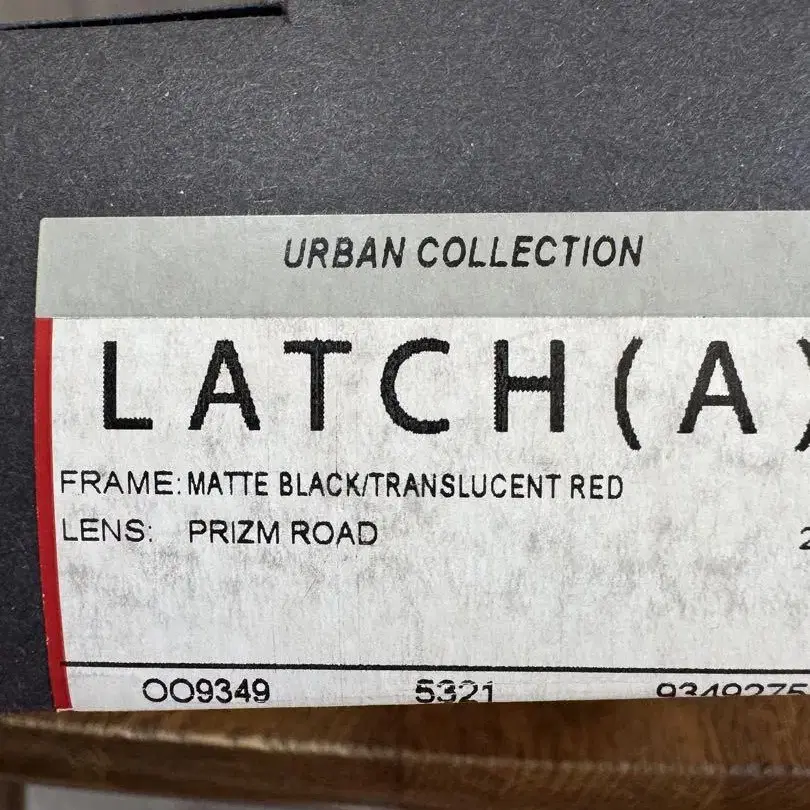 URBAN COLLECTION
LATCH(A)
FRAME: MATTE BLACK/TRANSLUCENT RED
LENS: PRIZM ROAD
OO9349 5321